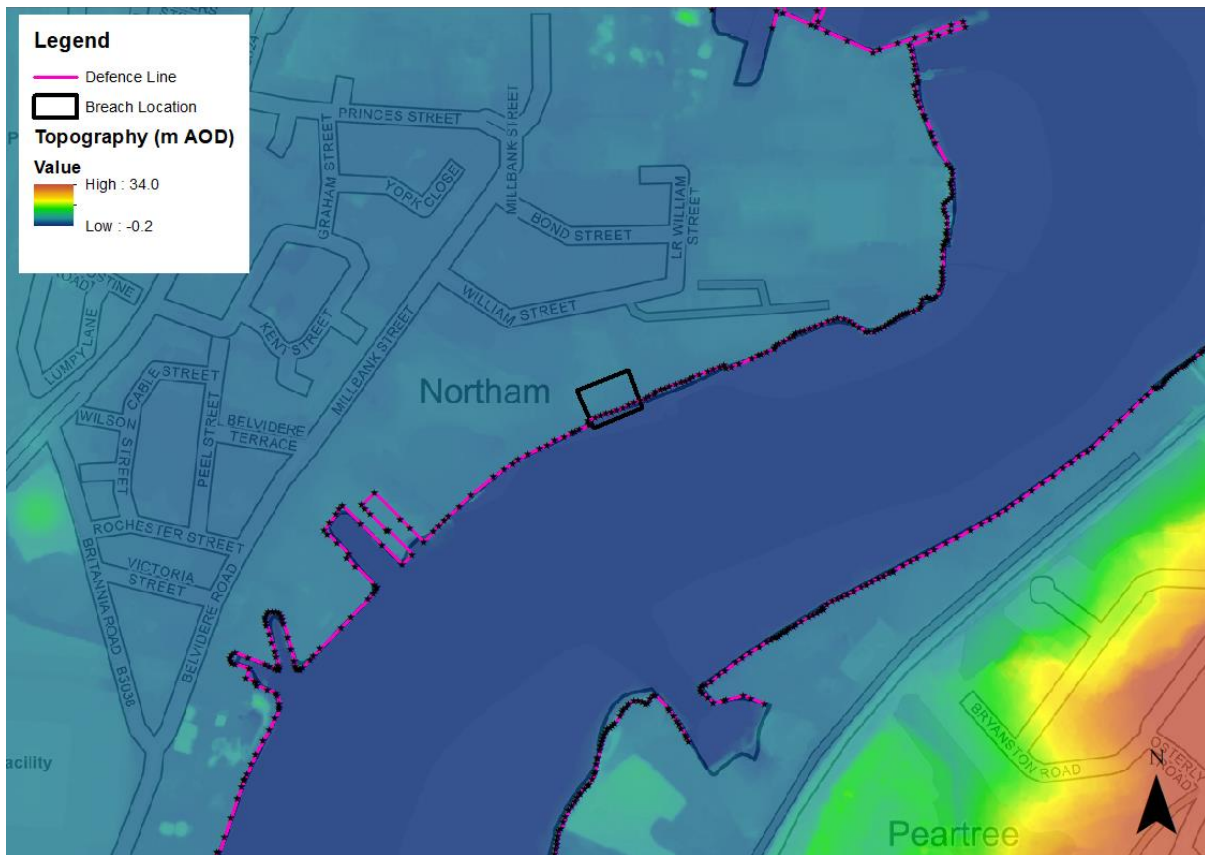 Legend
Defence Line
Breach Location
Topography (m AOD)
Value
High : 34.0
Low : -0.2
PRINCES STREET
GRAHAM STREET
YORK CLOSE
MILLBANK STREET
BOND STREET
LR WILLIAM
STREET
WILLIAM STREET
KENT STREET
MILLBANK STREET
LUMPY LANE
CABLE STREET
WILSON
STREET
PEEL STREET
BELVIDERE
TERRACE
Northam
ROCHESTER STREET
VICTORIA
STREET
BRITANNIA ROAD B3038
BELVIDERE ROAD
acility
BRYANSTON ROAD
OSTERLY
ROAD
N
Peartree